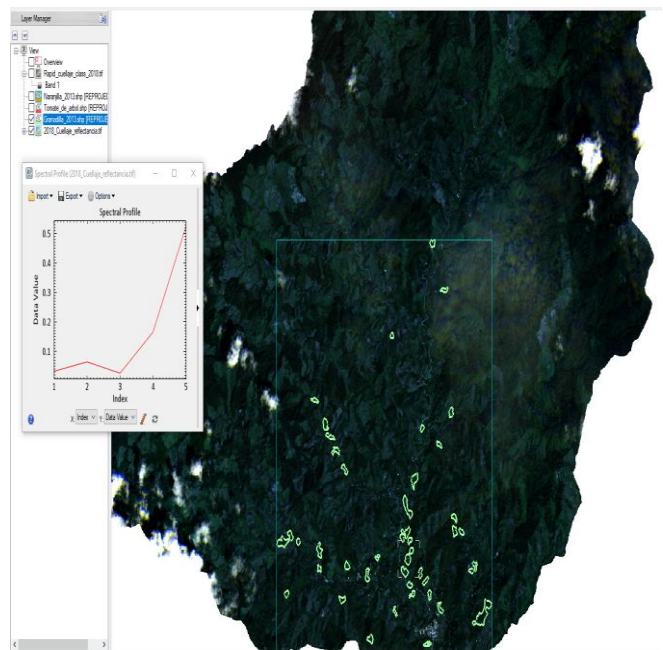 Layer Manager
View
Overview
Rapid_cuellaje_class_2018.tif
Band 1
Naranjilla_2013.shp [REPROJE
Tomate_de_arbol.shp [REPROJ
Granadilla_2013.shp [REPROJE
2018_Cuellaje_reflectancia.tif
Spectral Profile (2018_Cuellaje_reflectancia.tif)
Import Export Options
Spectral Profile
Data Value
0.5
0.4
0.3
0.2
0.1
1 2 3 4 5
Index
X: Index Y: Data Value